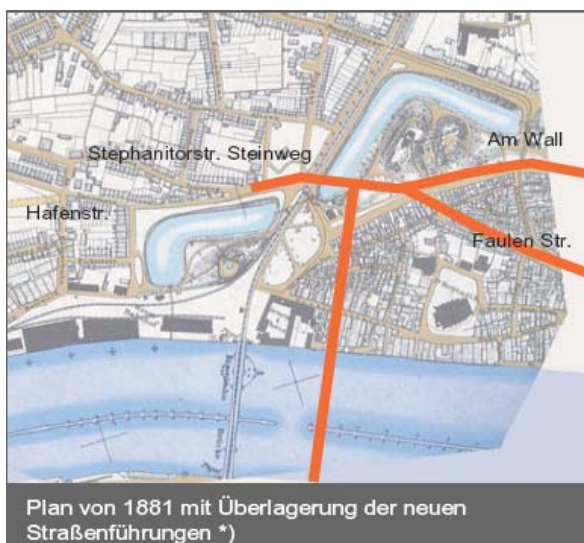 Am Wall
Stephanitorstr. Steinweg
Hafenstr.
Faulen Str.
Plan von 1881 mit Überlagerung der neuen
Straßenführungen *)